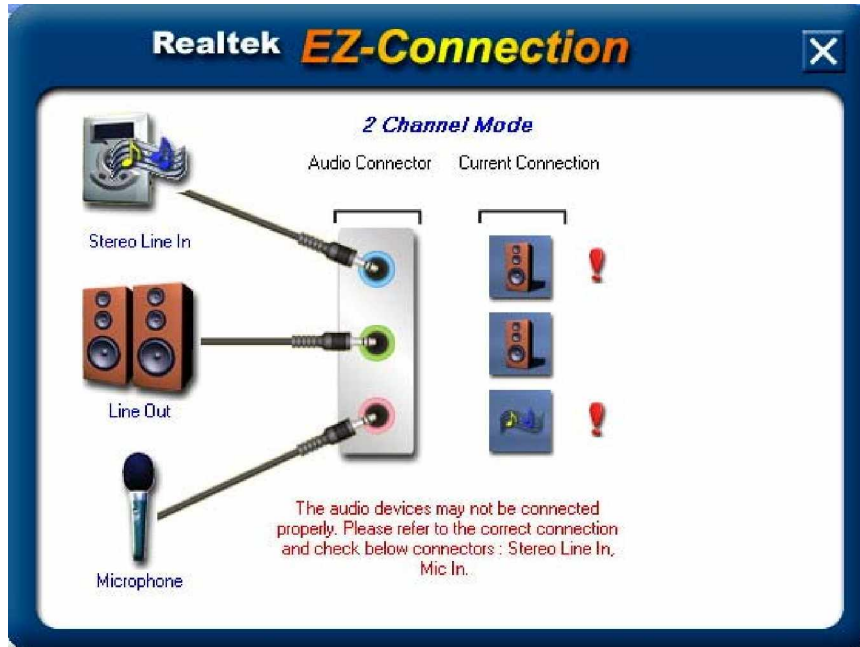 Realtek EZ-Connection
2 Channel Mode
Audio Connector Current Connection
Stereo Line In
Line Out
Microphone
The audio devices may not be connected
properly. Please refer to the correct connection
and check below connectors : Stereo Line In,
Mic In.